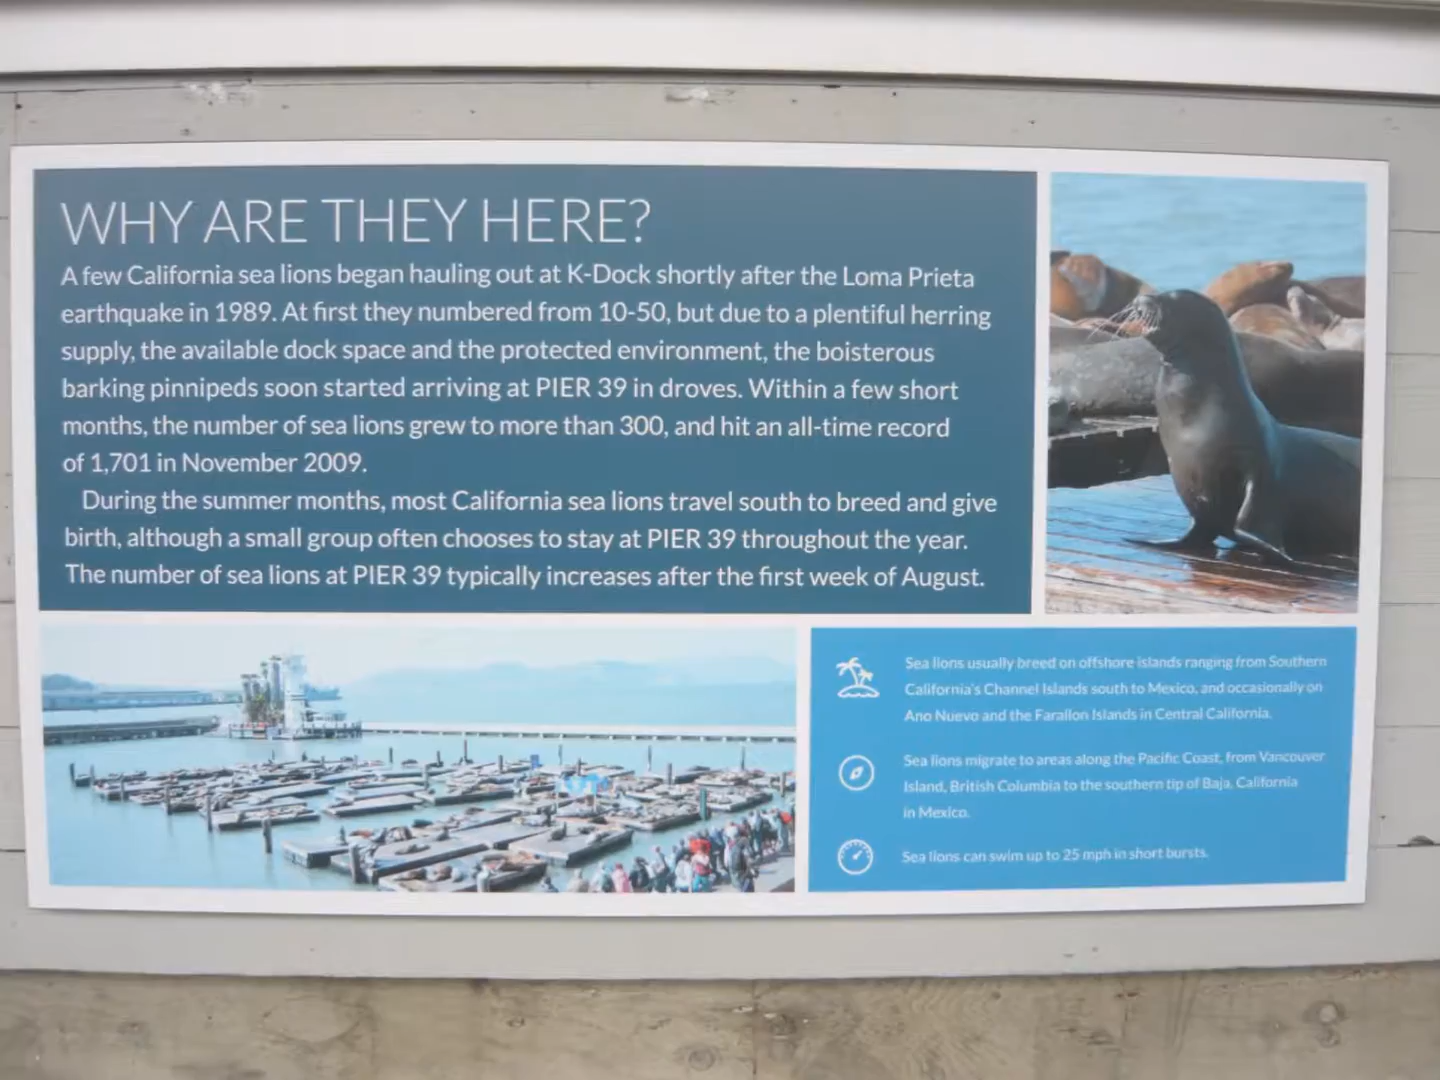 WHY ARE THEY HERE?
A few California sea lions began hauling out at K-Dock shortly after the Loma Prieta
earthquake in 1989. At first they numbered from 10-50, but due to a plentiful herring
supply, the available dock space and the protected environment, the boisterous
barking pinnipeds soon started arriving at PIER 39 in droves. Within a few short
months, the number of sea lions grew to more than 300, and hit an all-time record
of 1,701 in November 2009.
During the summer months, most California sea lions travel south to breed and give
birth, although a small group often chooses to stay at PIER 39 throughout the year.
The number of sea lions at PIER 39 typically increases after the first week of August.
Sea lions usually breed on offshore islands ranging from Southern
California's Channel Islands south to Mexico, and occasionally on
Ano Nuevo and the Farallon Islands in Central California.
Sea lions migrate to areas along the Pacific Coast, from Vancouver
Island, British Columbia to the southern tip of Baja, California
in Mexico.
Sea lions can swim up to 25 mph in short bursts.